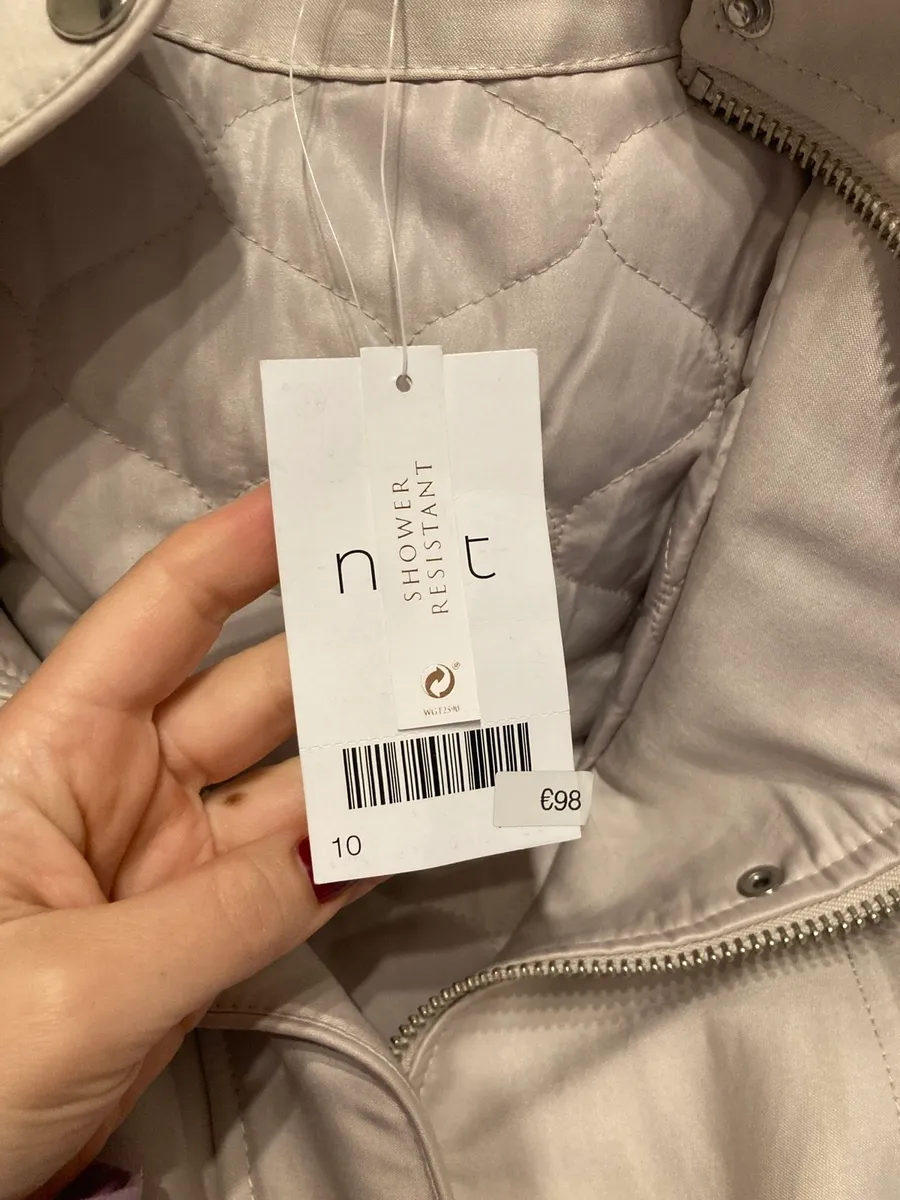 SHOWER
RESISTANT
n t
®
WGT2590
€98
10